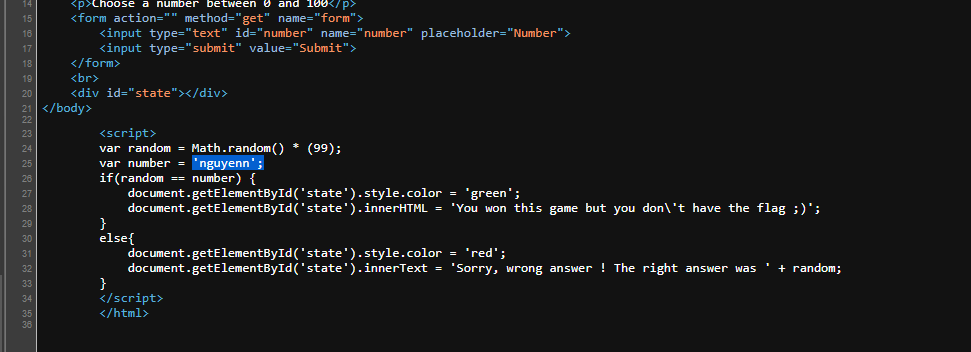 14 <p>Choose a number between 0 and 100</p>
15 <form action="" method="get" name="form">
16 <input type="text" id="number" name="number" placeholder="Number">
17 <input type="submit" value="Submit">
18 </form>
19 <br>
20 <div id="state"></div>
21 </body>
22
23 <script>
24 var random = Math.random() * (99);
25 var number = 'nguyenn';
26 if(random == number) {
27 document.getElementById('state').style.color = 'green';
28 document.getElementById('state').innerHTML = 'You won this game but you don\'t have the flag ;)';
29 }
30 else{
31 document.getElementById('state').style.color = 'red';
32 document.getElementById('state').innerText = 'Sorry, wrong answer ! The right answer was ' + random;
33 }
34 </script>
35 </html>
36